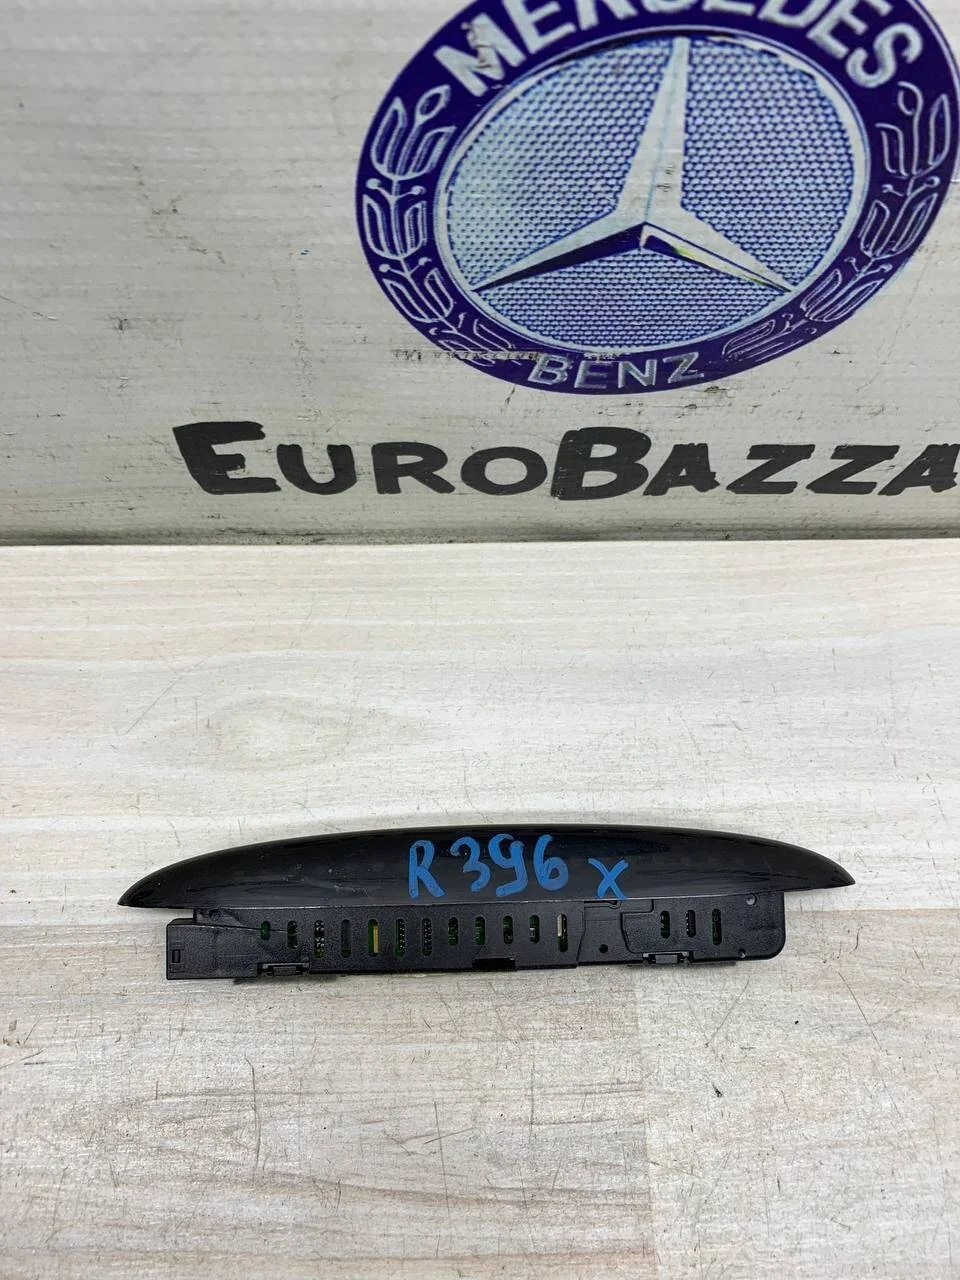 MERCEDES
BENZ
EUROBAZZA
R396 x